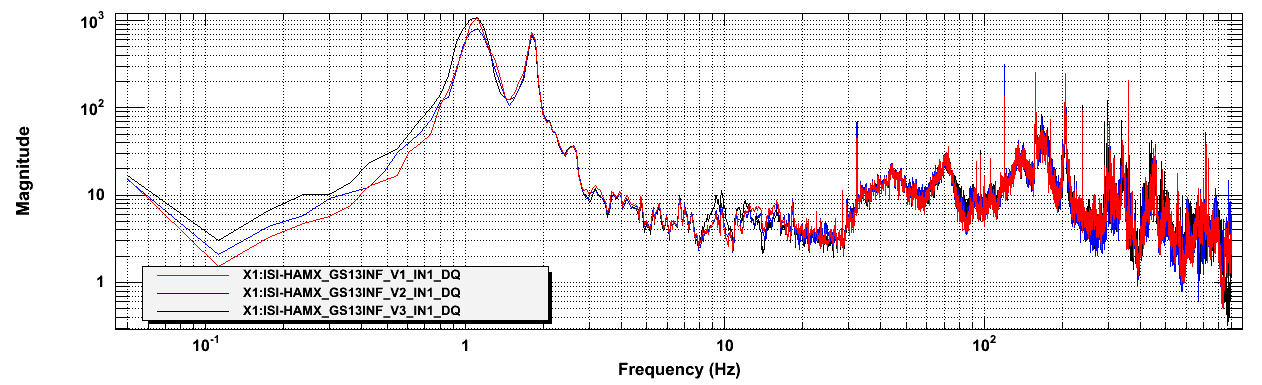 10³
10²
10
1
Magnitude
X1:ISI-HAMX_GS13INF_V1_IN1_DQ
X1:ISI-HAMX_GS13INF_V2_IN1_DQ
X1:ISI-HAMX_GS13INF_V3_IN1_DQ
10⁻¹ 1 10 10²
Frequency (Hz)